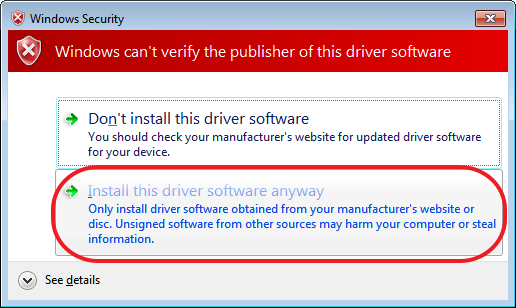 Windows Security
Windows can't verify the publisher of this driver software
Don't install this driver software
You should check your manufacturer's website for updated driver software
for your device.
Install this driver software anyway
Only install driver software obtained from your manufacturer's website or
disc. Unsigned software from other sources may harm your computer or steal
information.
See details